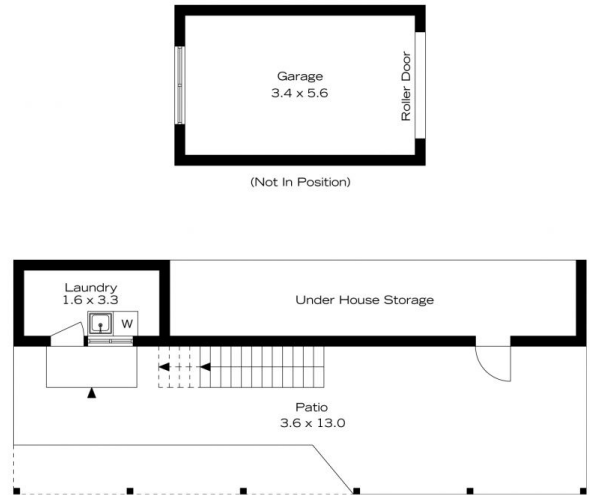 Garage
3.4 x 5.6
Roller Door
(Not In Position)
Laundry
1.6 x 3.3
W
Under House Storage
Patio
3.6 x 13.0